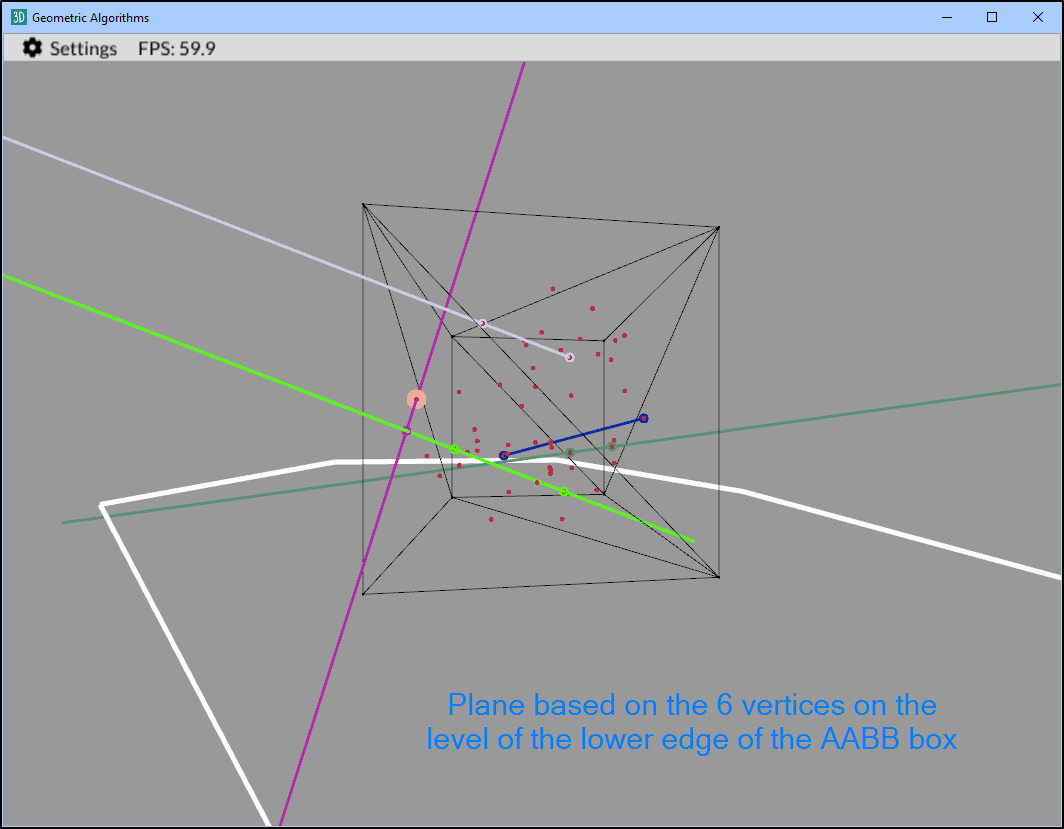 3D Geometric Algorithms
Settings FPS: 59.9
Plane based on the 6 vertices on the
level of the lower edge of the AABB box